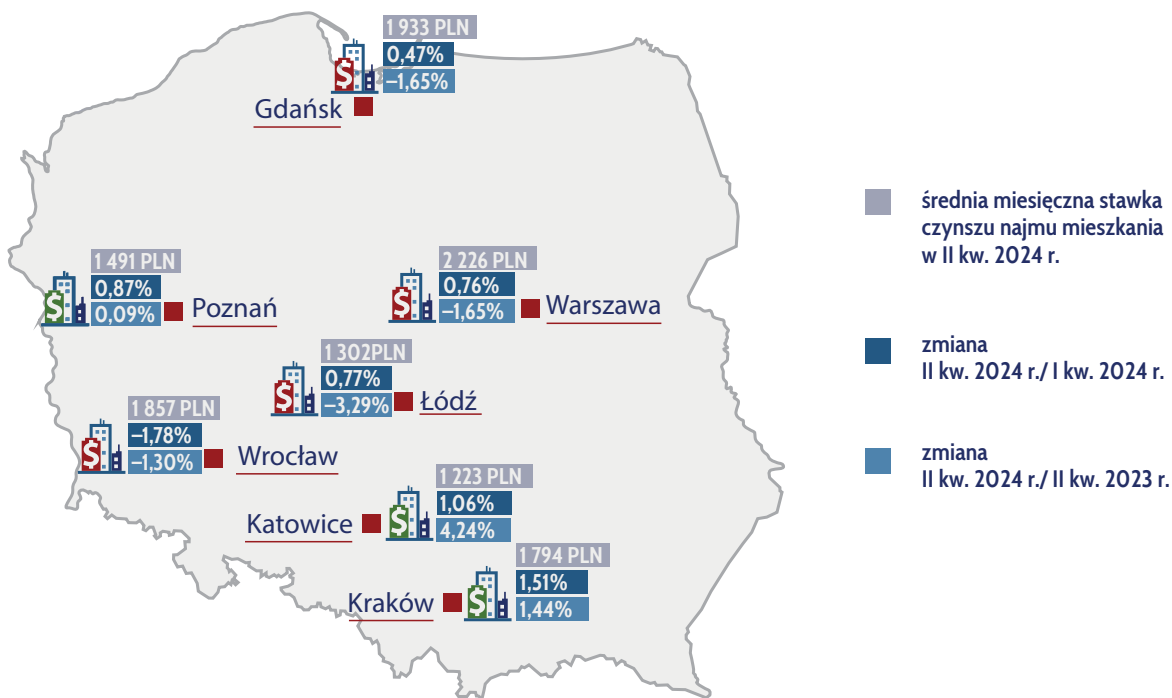 1 933 PLN
0,47%
–1,65%
$
Gdańsk
1 491 PLN
0,87%
0,09%
$
Poznań
2 226 PLN
0,76%
–1,65%
$
Warszawa
1 302PLN
0,77%
–3,29%
$
Łódź
1 857 PLN
–1,78%
–1,30%
$
Wrocław
1 223 PLN
1,06%
4,24%
$
Katowice
1 794 PLN
1,51%
1,44%
$
Kraków
średnia miesięczna stawka
czynszu najmu mieszkania
w II kw. 2024 r.
zmiana
II kw. 2024 r./ I kw. 2024 r.
zmiana
II kw. 2024 r./ II kw. 2023 r.